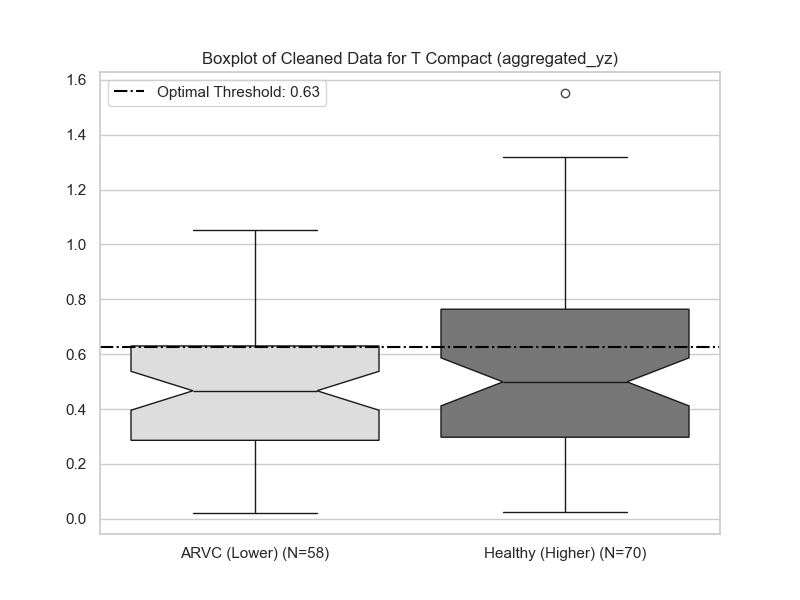 Boxplot of Cleaned Data for T Compact (aggregated_yz)
1.6
Optimal Threshold: 0.63
1.4
1.2
1.0
0.8
0.6
0.4
0.2
0.0
ARVC (Lower) (N=58)
Healthy (Higher) (N=70)